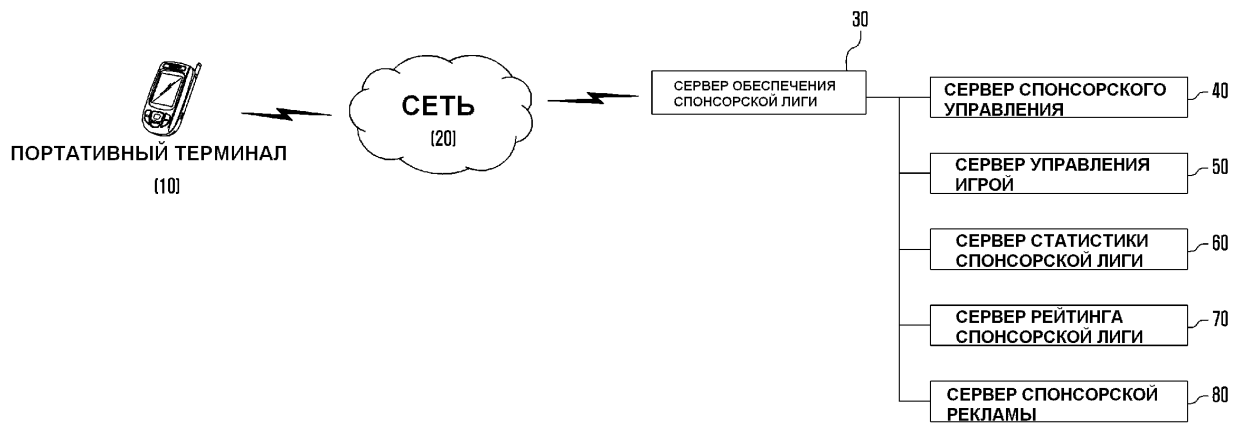 30
СЕРВЕР ОБЕСПЕЧЕНИЯ
СПОНСОРСКОЙ ЛИГИ
СЕРВЕР СПОНСОРСКОГО
УПРАВЛЕНИЯ
40
СЕТЬ
(20)
ПОРТАТИВНЫЙ ТЕРМИНАЛ
(10)
СЕРВЕР УПРАВЛЕНИЯ
ИГРОЙ
50
СЕРВЕР СТАТИСТИКИ
СПОНСОРСКОЙ ЛИГИ
60
СЕРВЕР РЕЙТИНГА
СПОНСОРСКОЙ ЛИГИ
70
СЕРВЕР СПОНСОРСКОЙ
РЕКЛАМЫ
80